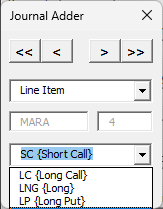 Journal Adder
<< < > >>
Line Item
MARA 4
SC {Short Call}
LC {Long Call}
LNG {Long}
LP {Long Put}